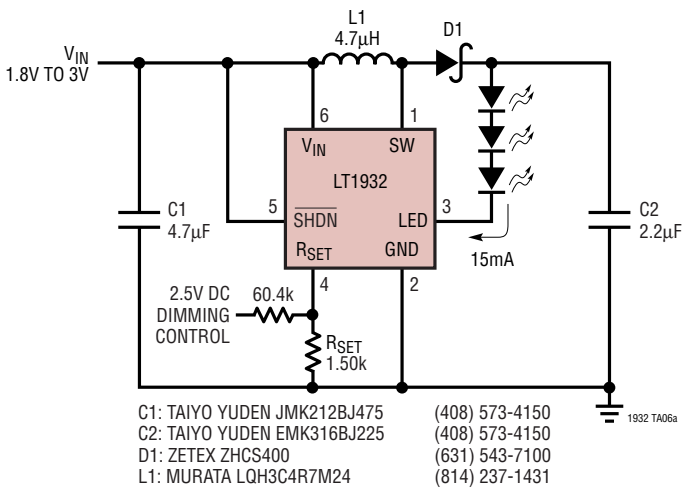 L1
4.7µH
D1
VIN
1.8V TO 3V
6
1
VIN
SW
LT1932
C1
4.7µF
5
SHDN
LED
3
C2
2.2µF
RSET
GND
15mA
4
2
2.5V DC
DIMMING
CONTROL
60.4k
RSET
1.50k
1932 TA06a
C1: TAIYO YUDEN JMK212BJ475 (408) 573-4150
C2: TAIYO YUDEN EMK316BJ225 (408) 573-4150
D1: ZETEX ZHCS400 (631) 543-7100
L1: MURATA LQH3C4R7M24 (814) 237-1431